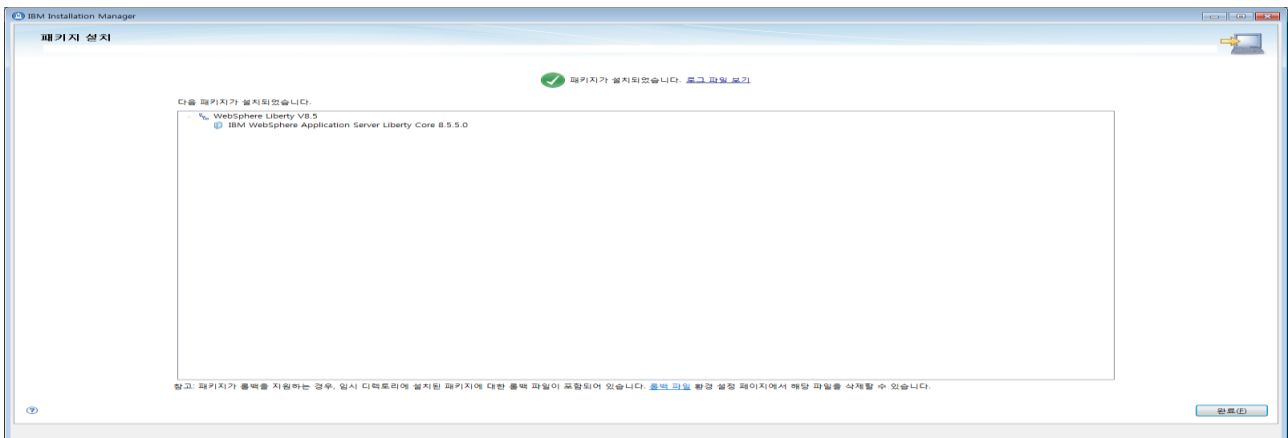 IBM Installation Manager
패키지 설치
패키지가 설치되었습니다. 로그 파일 보기
다음 패키지가 설치되었습니다.
WebSphere Liberty V8.5
IBM WebSphere Application Server Liberty Core 8.5.5.0
참고: 패키지가 롤백을 지원하는 경우, 임시 디렉토리에 설치된 패키지에 대한 롤백 파일이 포함되어 있습니다. 롤백 파일 환경 설정 페이지에서 해당 파일을 삭제할 수 있습니다.
?
완료(F)